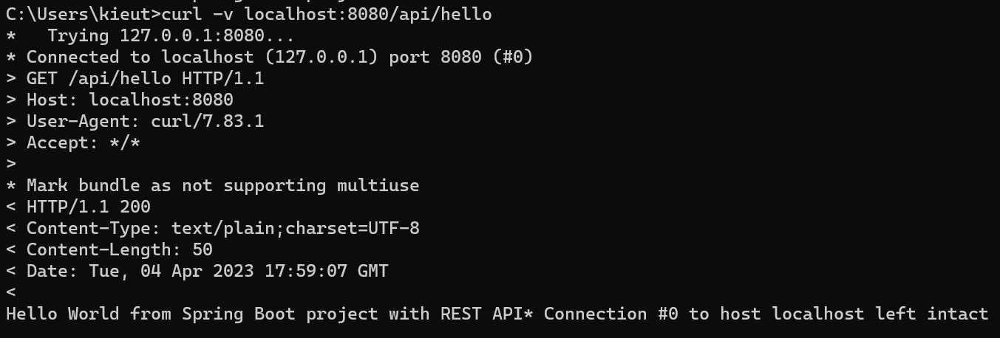 C:\Users\kieut>curl -v localhost:8080/api/hello
*   Trying 127.0.0.1:8080...
* Connected to localhost (127.0.0.1) port 8080 (#0)
> GET /api/hello HTTP/1.1
> Host: localhost:8080
> User-Agent: curl/7.83.1
> Accept: */*
>
* Mark bundle as not supporting multiuse
< HTTP/1.1 200
< Content-Type: text/plain;charset=UTF-8
< Content-Length: 50
< Date: Tue, 04 Apr 2023 17:59:07 GMT
<
Hello World from Spring Boot project with REST API* Connection #0 to host localhost left intact